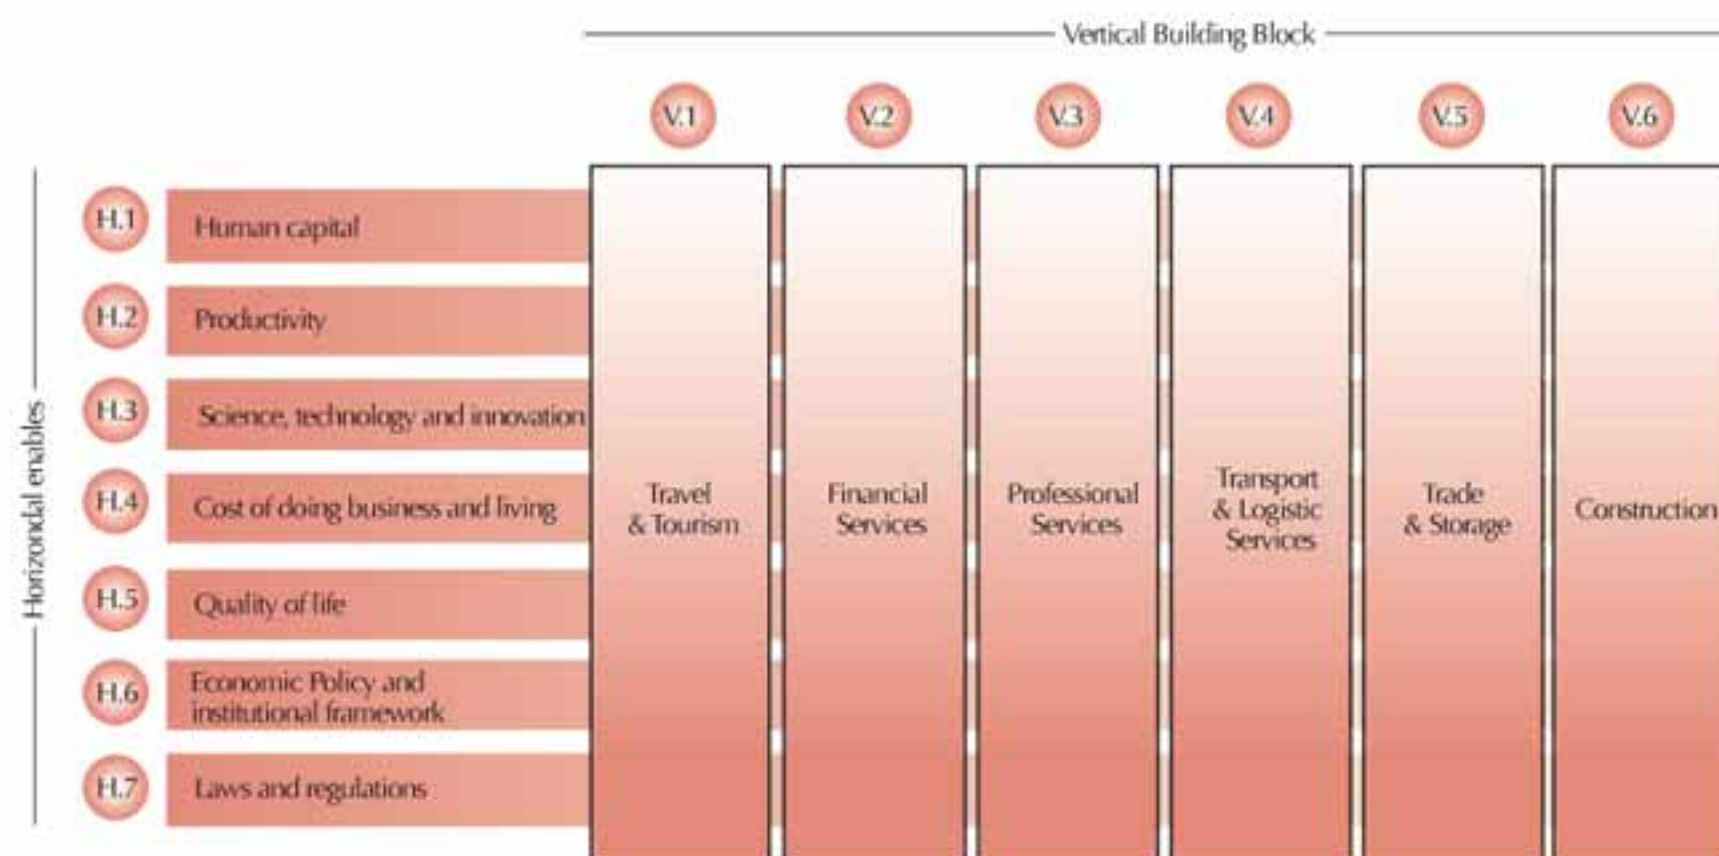 Vertical Building Block
V.1
V.2
V.3
V.4
V.5
V.6
Horizondal enables
H.1
Human capital
H.2
Productivity
H.3
Science, technology and innovation
H.4
Cost of doing business and living
H.5
Quality of life
H.6
Economic Policy and
institutional framework
H.7
Laws and regulations
Travel
& Tourism
Financial
Services
Professional
Services
Transport
& Logistic
Services
Trade
& Storage
Construction